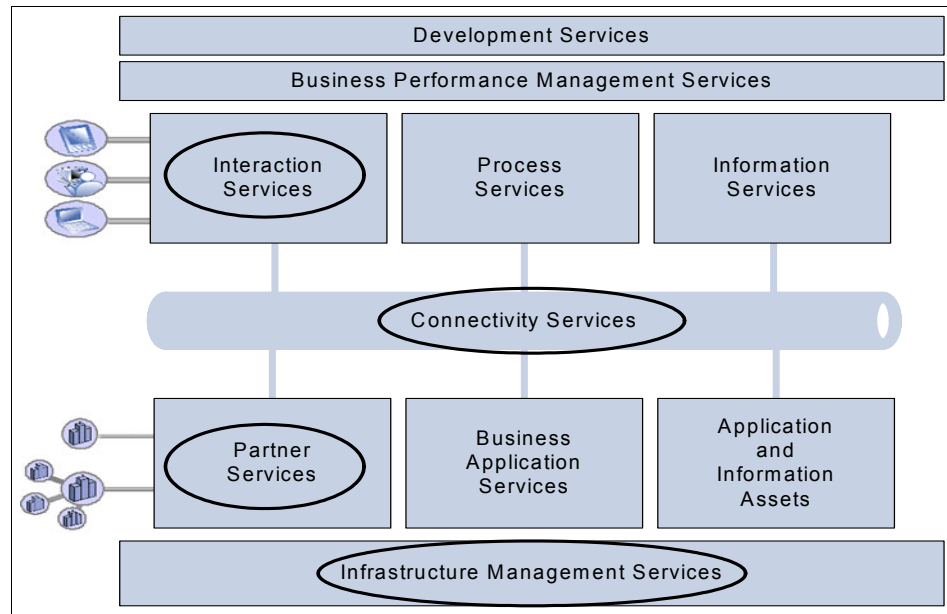 Development Services
Business Performance Management Services
Interaction
Services
Process
Services
Information
Services
Connectivity Services
Partner
Services
Business
Application
Services
Application
and
Information
Assets
Infrastructure Management Services